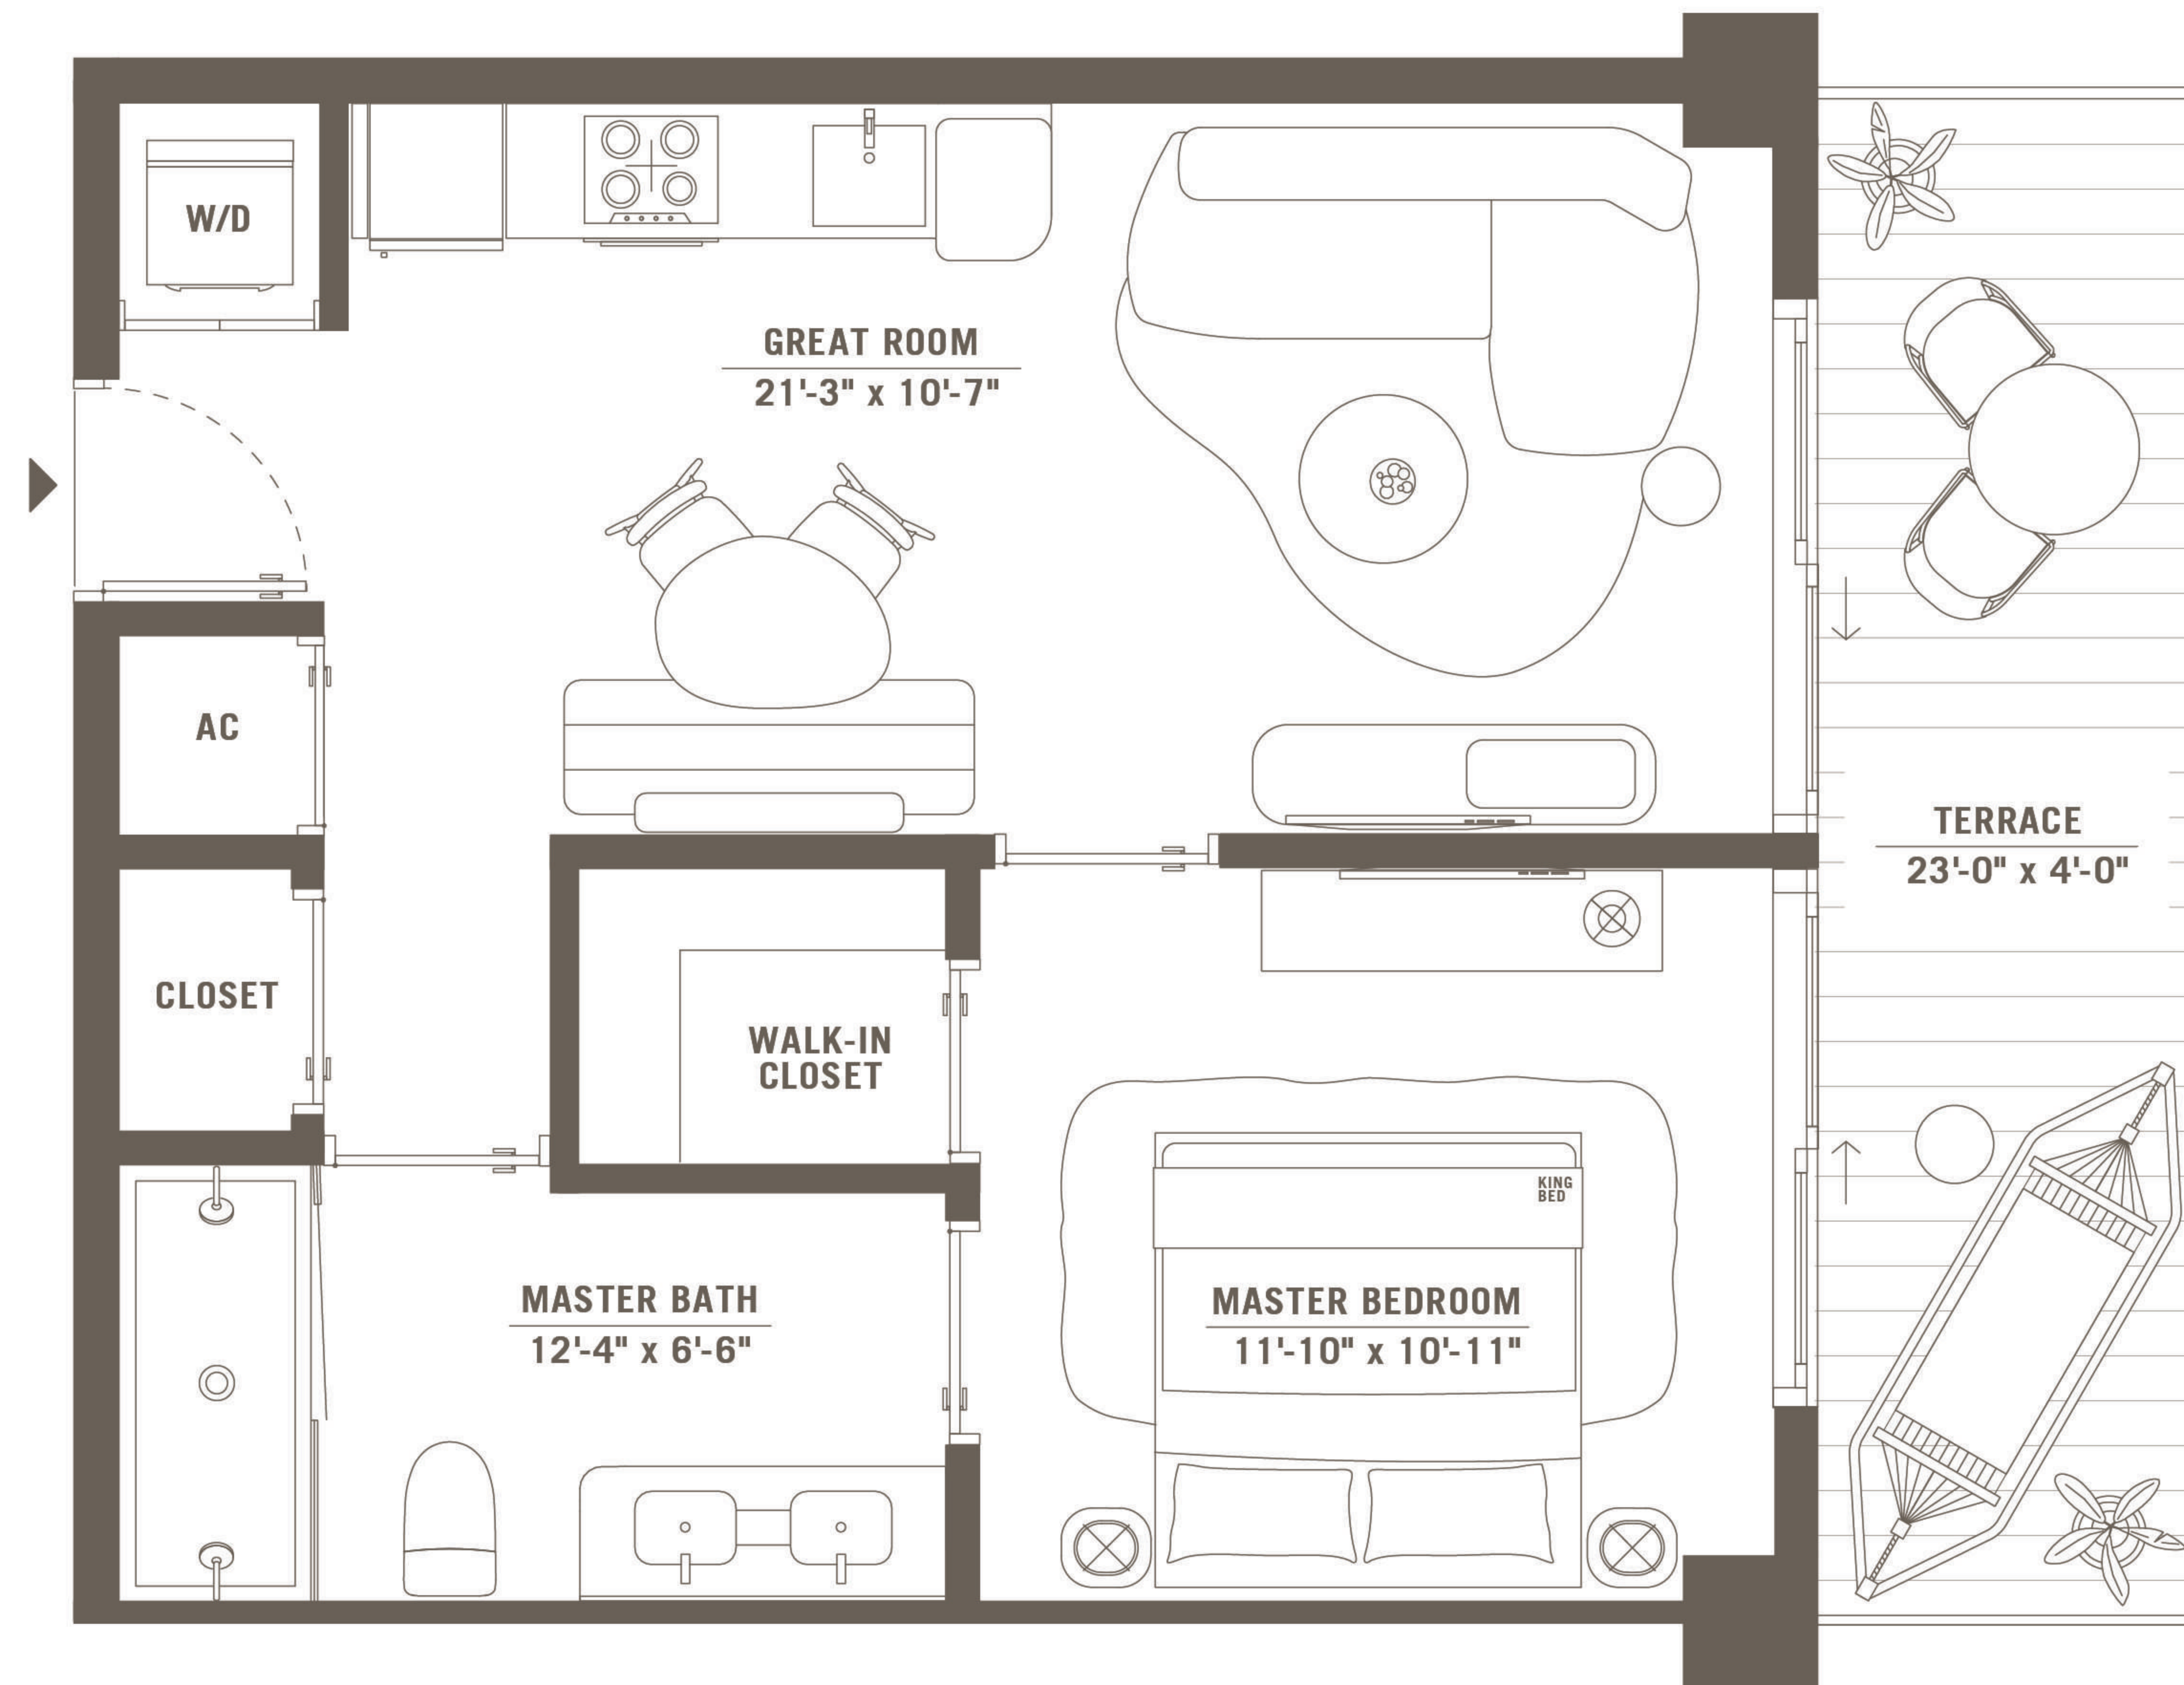 W/D
GREAT ROOM
21'-3" x 10'-7"
AC
TERRACE
23'-0" x 4'-0"
CLOSET
WALK-IN
CLOSET
KING
BED
MASTER BATH
12'-4" x 6'-6"
MASTER BEDROOM
11'-10" x 10'-11"